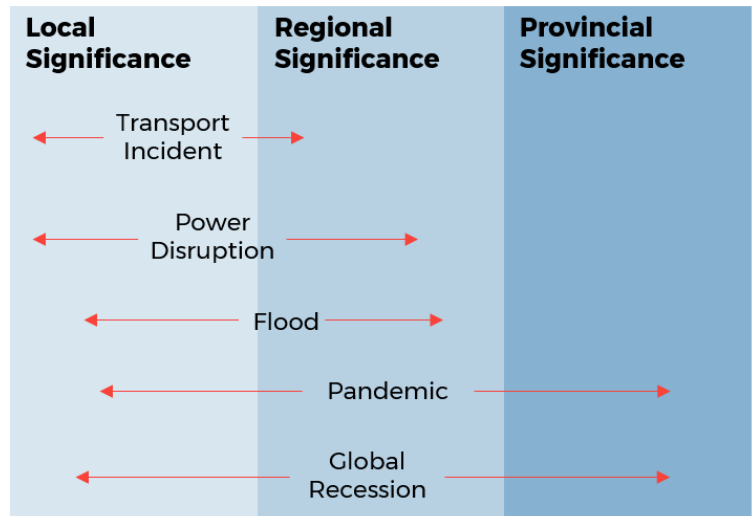 Local
Significance
Regional
Significance
Provincial
Significance
Transport
Incident
Power
Disruption
Flood
Pandemic
Global
Recession